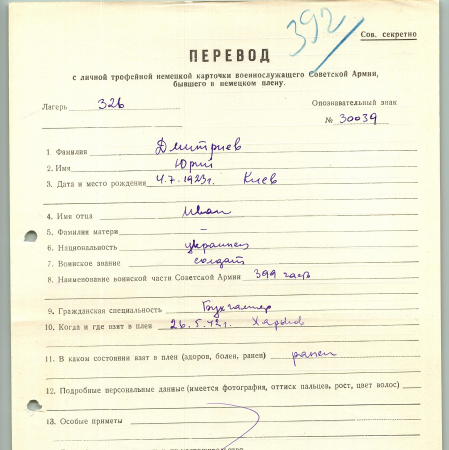 392
Сов. секретно
ПЕРЕВОД
с личной трофейной немецкой карточки военнослужащего Советской Армии,
бывшего в немецком плену.
Лагерь 326 Опознавательный знак
№ 30039
1. Фамилия Дмитриев
2. Имя Юрий
3. Дата и место рождения 4.7.1923г. Киев
4. Имя отца Иван
5. Фамилия матери –
6. Национальность украинец
7. Воинское звание солдат
8. Наименование воинской части Советской Армии 399 часть
9. Гражданская специальность Бухгалтер
10. Когда и где взят в плен 26.5.42г. Харьков
11. В каком состоянии взат в плен (здоров, болен, ранен) ранен
12. Подробные персональные данные (имеется фотография, оттиск пальцев, рост, цвет волос)
13. Особые приметы